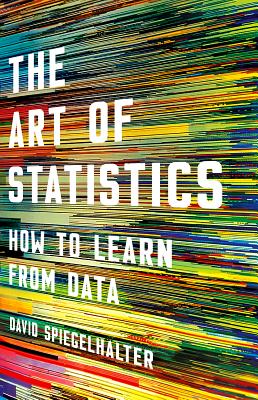 THE
ART OF
STATISTICS
HOW TO LEARN
FROM DATA
DAVID SPIEGELHALTER